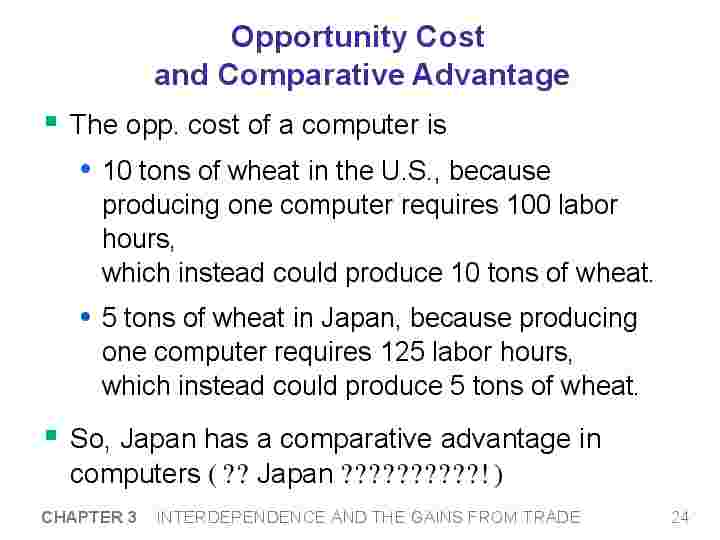 Opportunity Cost
and Comparative Advantage
The opp. cost of a computer is
10 tons of wheat in the U.S., because
producing one computer requires 100 labor
hours,
which instead could produce 10 tons of wheat.
5 tons of wheat in Japan, because producing
one computer requires 125 labor hours,
which instead could produce 5 tons of wheat.
So, Japan has a comparative advantage in
computers ( ?? Japan ??????????! )
CHAPTER 3 INTERDEPENDENCE AND THE GAINS FROM TRADE 24